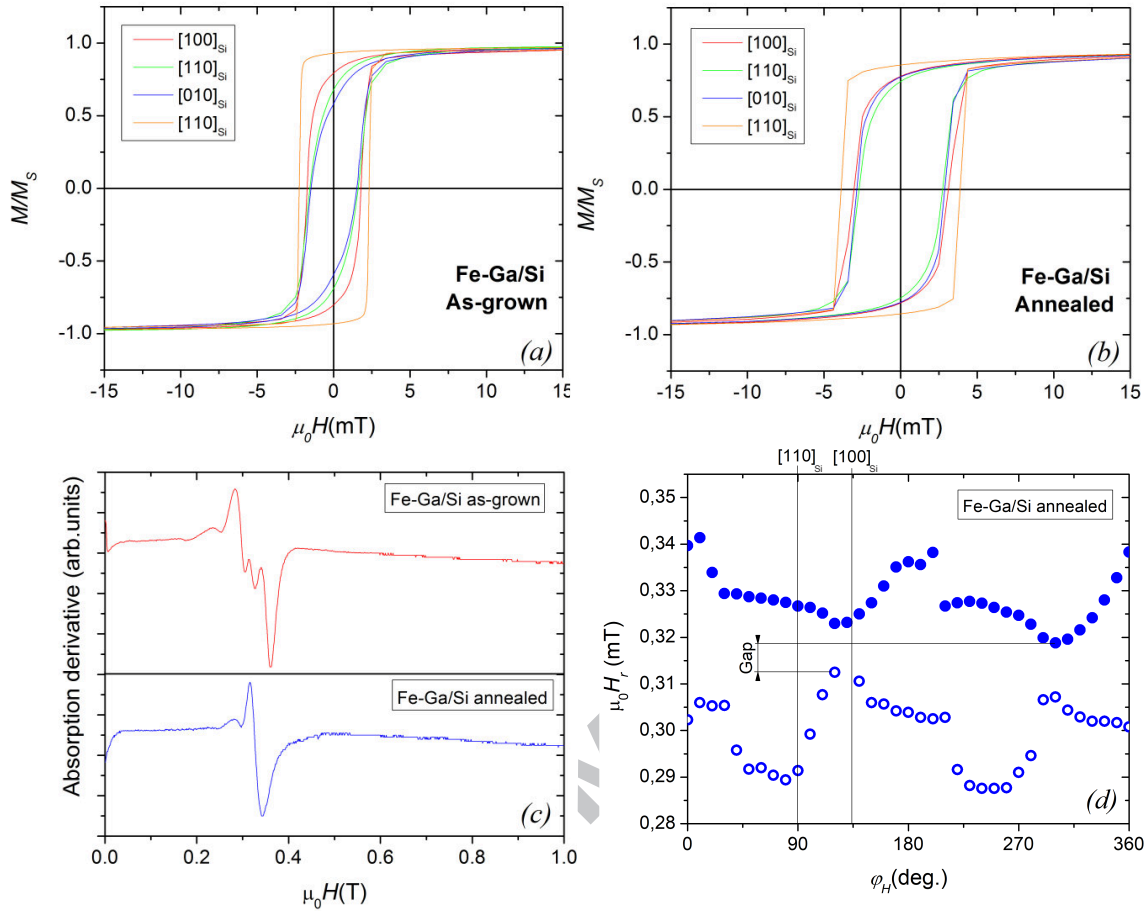 [100]Si
[110]Si
[010]Si
[110]Si
1.0
0.5
0.0
-0.5
-1.0
M/MS
Fe-Ga/Si
As-grown
(a)
-15 -10 -5 0 5 10 15
μ0H(mT)
[100]Si
[110]Si
[010]Si
[110]Si
1.0
0.5
0.0
-0.5
-1.0
M/MS
Fe-Ga/Si
Annealed
(b)
-15 -10 -5 0 5 10 15
μ0H(mT)
Absorption derivative (arb.units)
Fe-Ga/Si as-grown
Fe-Ga/Si annealed
(c)
0.0 0.2 0.4 0.6 0.8 1.0
μ0H(T)
[110]Si [100]Si
0,35
0,34
0,33
0,32
0,31
0,30
0,29
0,28
μ0Hr (mT)
Fe-Ga/Si annealed
Gap
(d)
0 90 180 270 360
φH(deg.)